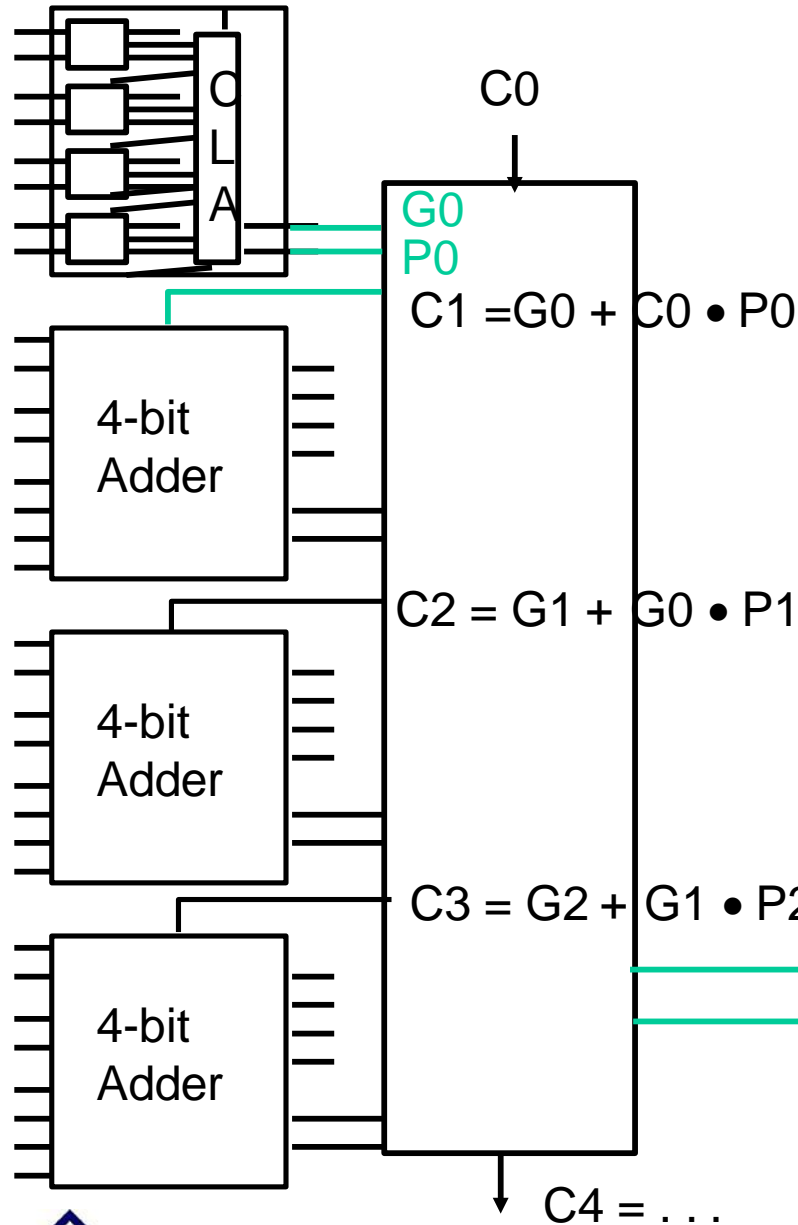 C
L
A
C0
G0
P0
C1 =G0 + C0 • P0
4-bit
Adder
C2 = G1 + G0 • P1
4-bit
Adder
C3 = G2 + G1 • P2
4-bit
Adder
C4 = . . .